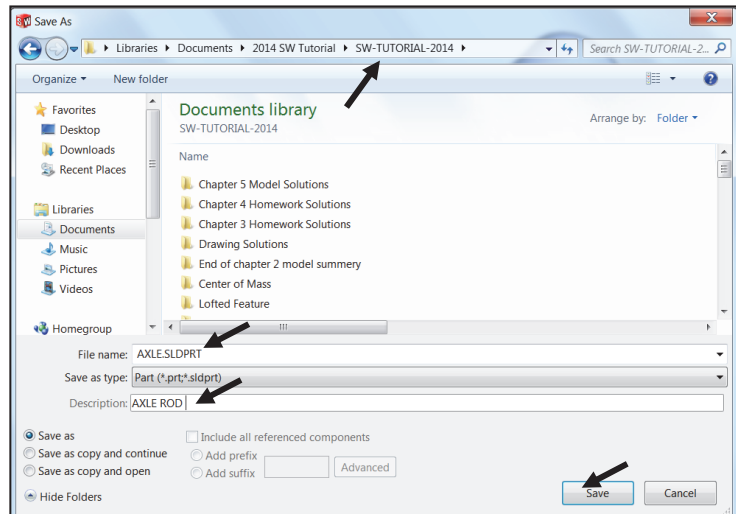 SW Save As
Libraries Documents 2014 SW Tutorial SW-TUTORIAL-2014
Search SW-TUTORIAL-2...
Organize New folder
Favorites
Desktop
Downloads
Recent Places
Libraries
Documents
Music
Pictures
Videos
Homegroup
Documents library
SW-TUTORIAL-2014
Arrange by: Folder
Name
Chapter 5 Model Solutions
Chapter 4 Homework Solutions
Chapter 3 Homework Solutions
Drawing Solutions
End of chapter 2 model summery
Center of Mass
Lofted Feature
File name: AXLE.SLDPRT
Save as type: Part (*.prt;*.sldprt)
Description: AXLE ROD
Save as
Save as copy and continue
Save as copy and open
Include all referenced components
Add prefix
Add suffix
Advanced
Hide Folders
Save
Cancel